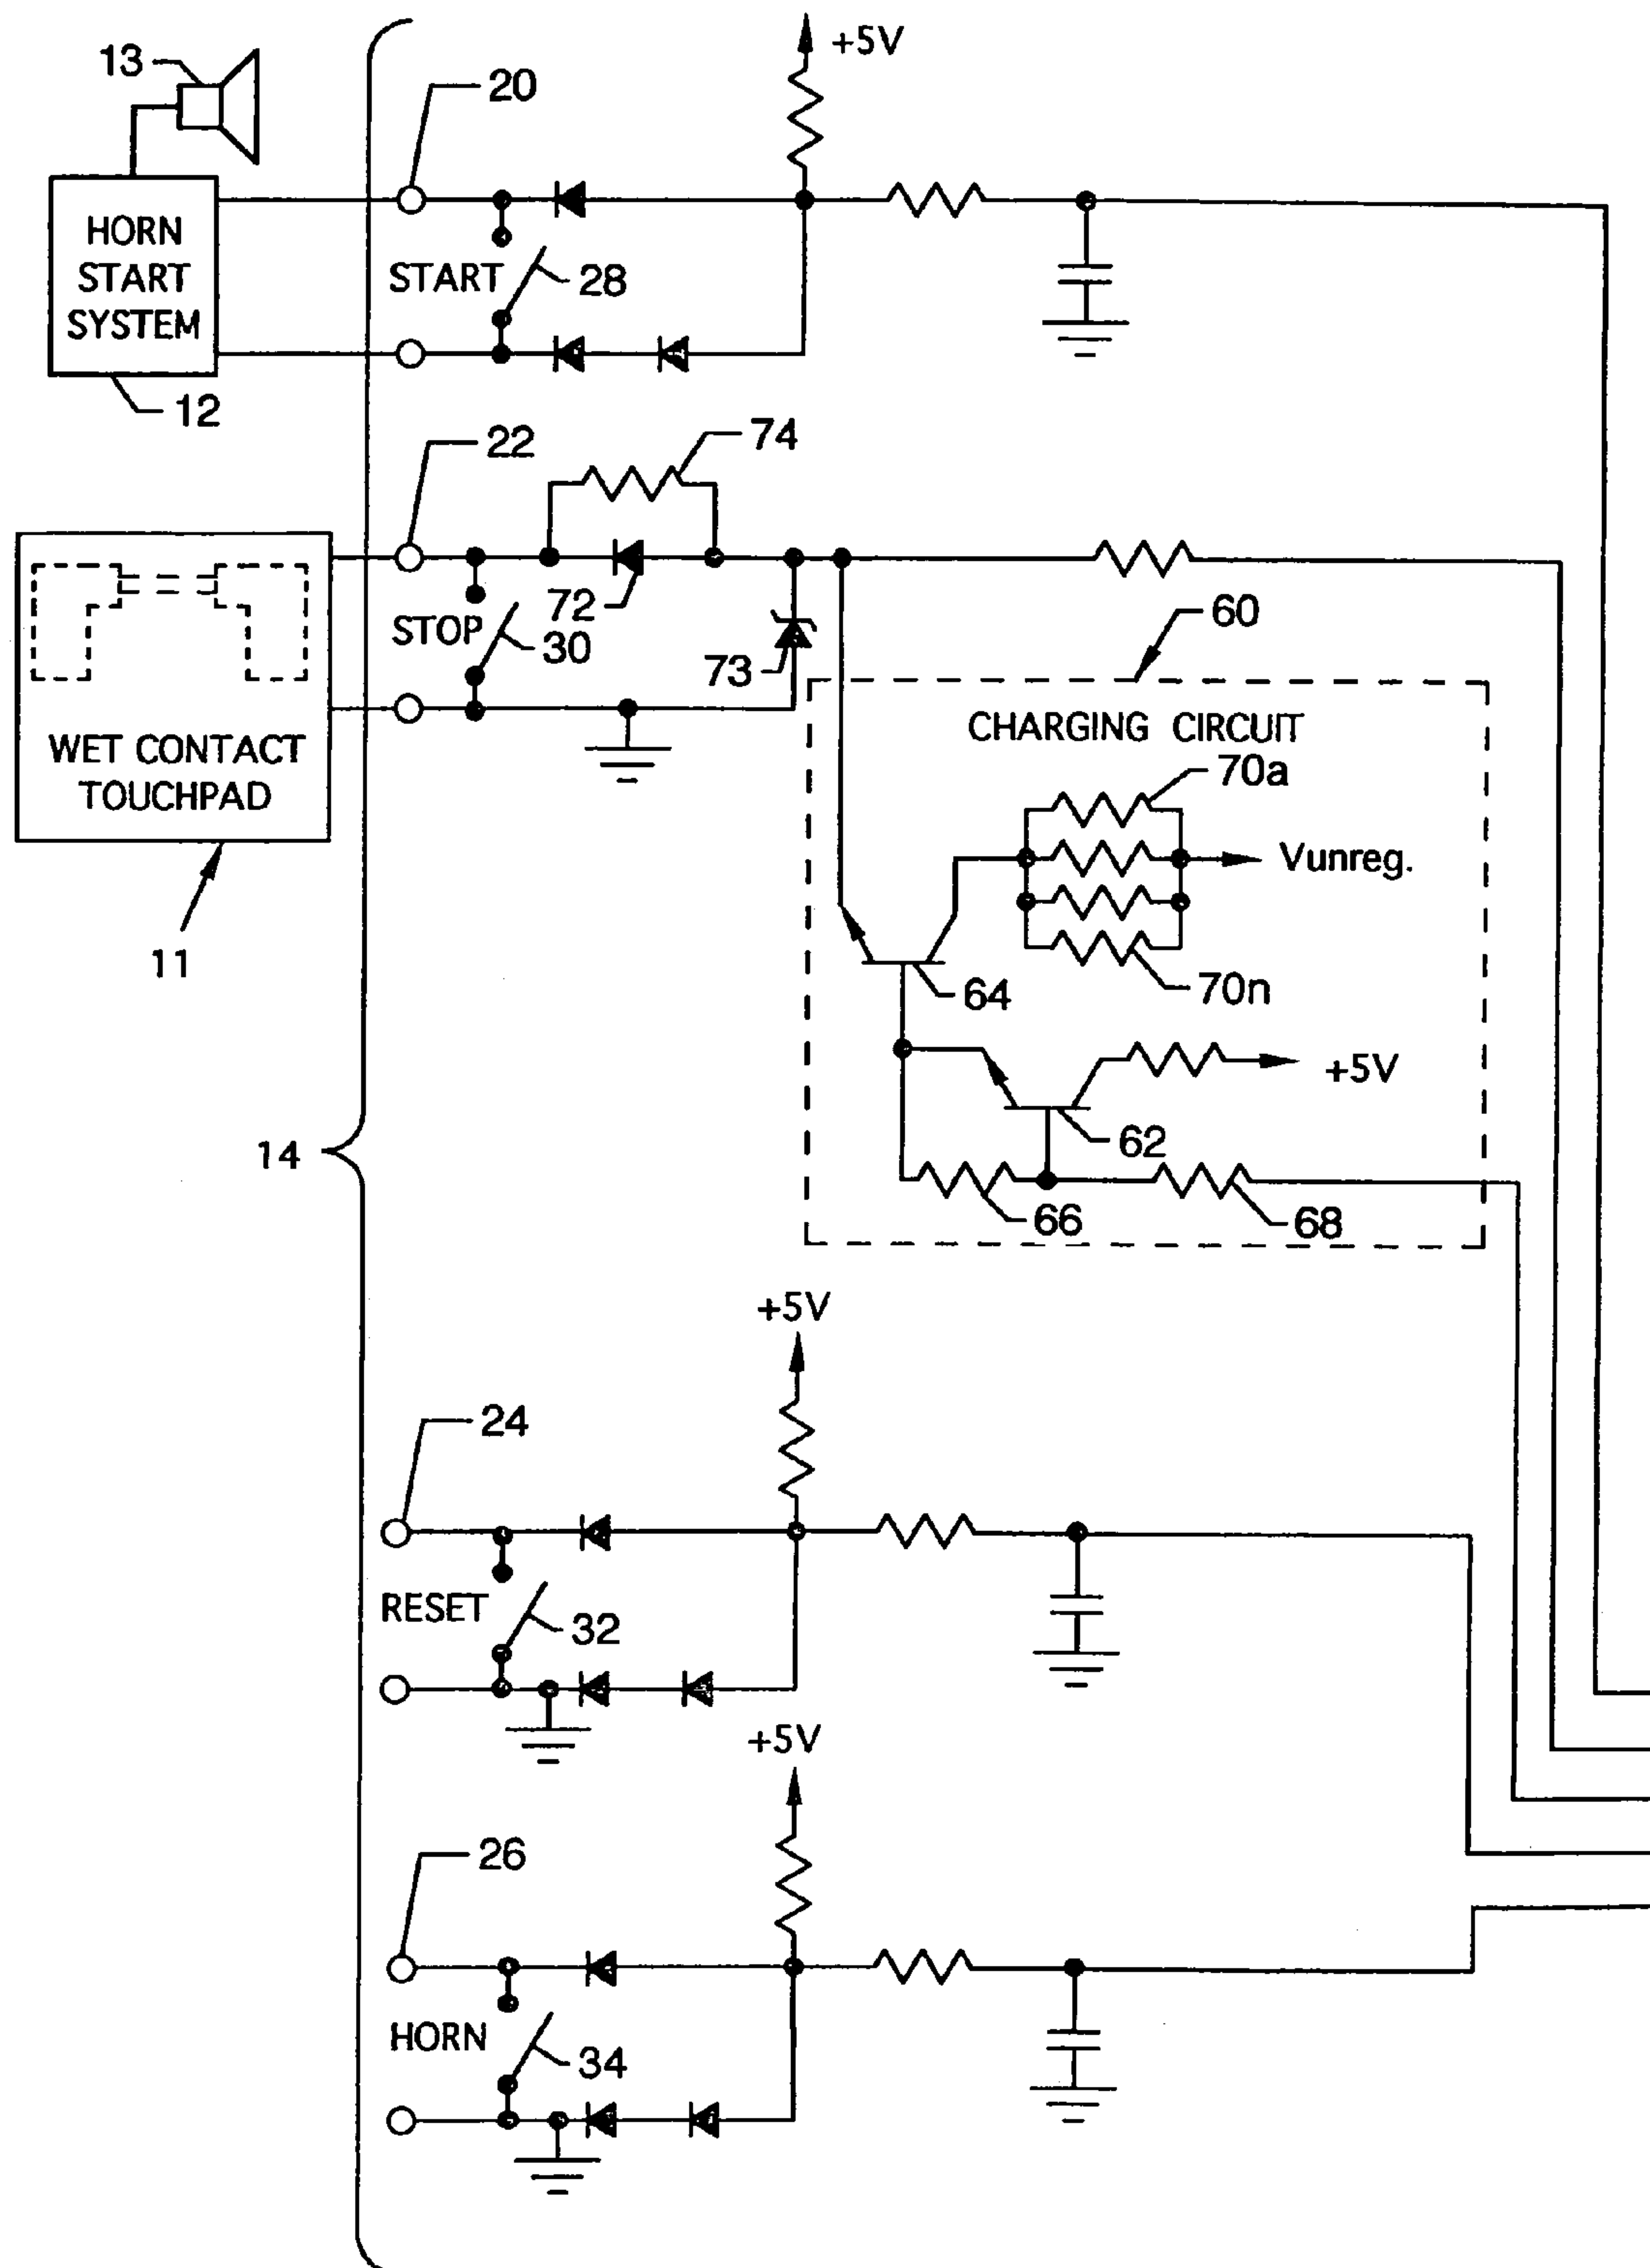 +5V
13
20
HORN
START
SYSTEM
START
28
12
22
74
72
STOP
30
73
60
WET CONTACT
TOUCHPAD
CHARGING CIRCUIT
70a
Vunreg.
11
64
70n
+5V
62
14
66
68
+5V
24
RESET
32
+5V
26
HORN
34